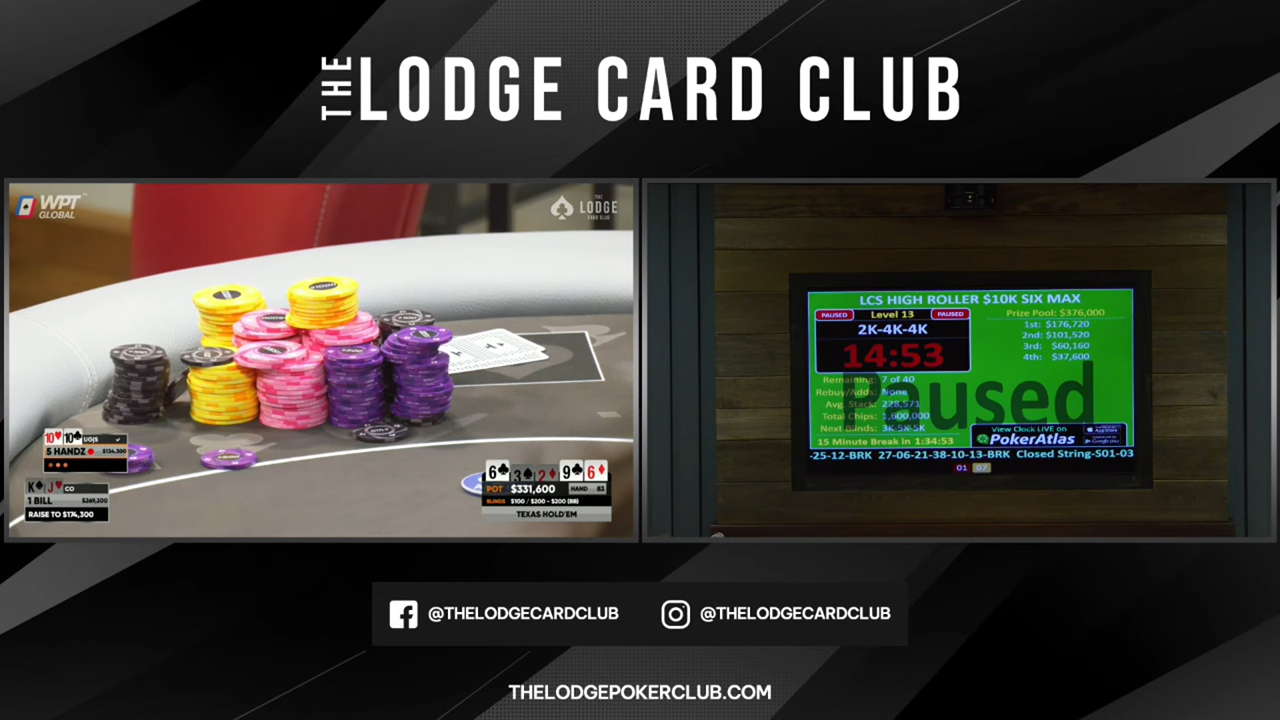 THE LODGE CARD CLUB
WPT
GLOBAL
THE
LODGE
CARD CLUB
10 10 UG/S
5 HANDZ $134,300
K J CO
1 BILL $269,200
RAISE TO $174,300
6 3 2 9 6
POT $331,600 HAND 83
BLINDS $100 / $200 - $200 (BB)
TEXAS HOLD'EM
LCS HIGH ROLLER $10K SIX MAX
PAUSED Level 13 PAUSED
2K-4K-4K
14:53
Prize Pool: $376,000
1st: $176,720
2nd: $101,520
3rd: $60,160
4th: $37,600
Remaining: 7 of 40
Rebuy/Adds: None
Avg. Stack: 228,571
Total Chips: 1,600,000
Next Blinds: 3K-5K-5K
15 Minute Break in 1:34:53
View Clock LIVE on
PokerAtlas
-25-12-BRK 27-06-21-38-10-13-BRK Closed String-S01-03
01 07
@THELODGECARDCLUB @THELODGECARDCLUB
THELODGEPOKERCLUB.COM